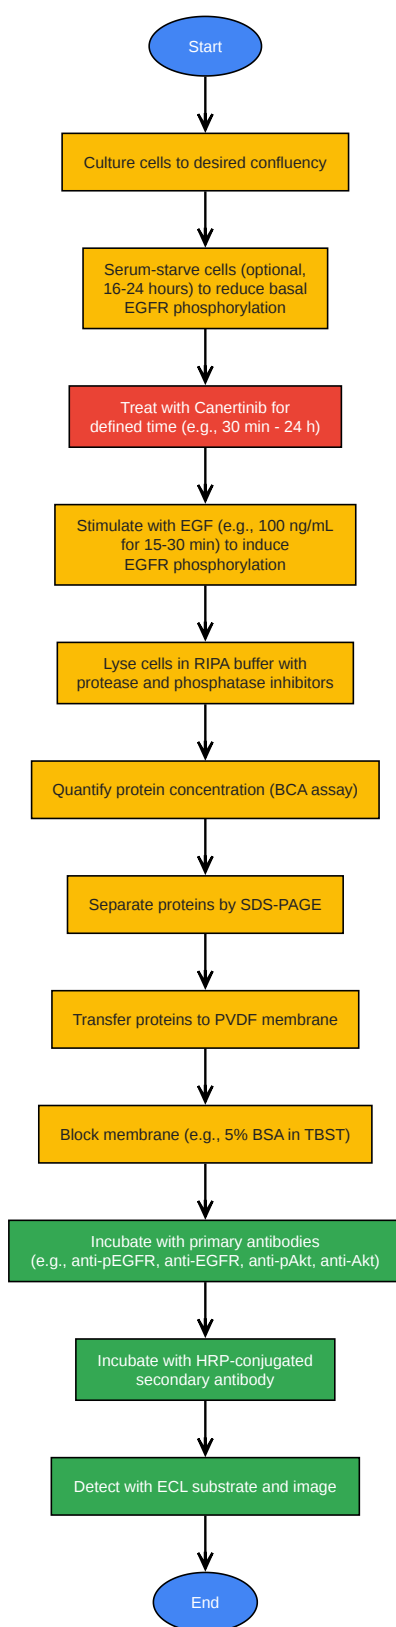 Start
Culture cells to desired confluency
Serum-starve cells (optional,
16-24 hours) to reduce basal
EGFR phosphorylation
Treat with Canertinib for
defined time (e.g., 30 min - 24 h)
Stimulate with EGF (e.g., 100 ng/mL
for 15-30 min) to induce
EGFR phosphorylation
Lyse cells in RIPA buffer with
protease and phosphatase inhibitors
Quantify protein concentration (BCA assay)
Separate proteins by SDS-PAGE
Transfer proteins to PVDF membrane
Block membrane (e.g., 5% BSA in TBST)
Incubate with primary antibodies
(e.g., anti-pEGFR, anti-EGFR, anti-pAkt, anti-Akt)
Incubate with HRP-conjugated
secondary antibody
Detect with ECL substrate and image
End